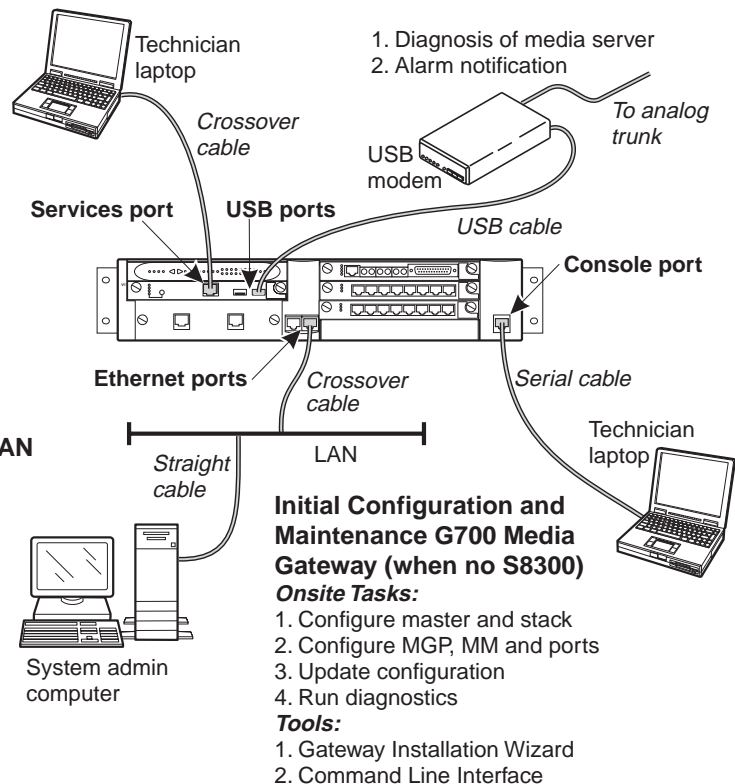 Technician
laptop
1. Diagnosis of media server
2. Alarm notification
Crossover
cable
To analog
trunk
USB
modem
Services port
USB ports
USB cable
Console port
Ethernet ports
Crossover
cable
Serial cable
AN
Straight
cable
LAN
Technician
laptop
Initial Configuration and
Maintenance G700 Media
Gateway (when no S8300)
Onsite Tasks:
1. Configure master and stack
2. Configure MGP, MM and ports
3. Update configuration
4. Run diagnostics
Tools:
1. Gateway Installation Wizard
2. Command Line Interface
System admin
computer